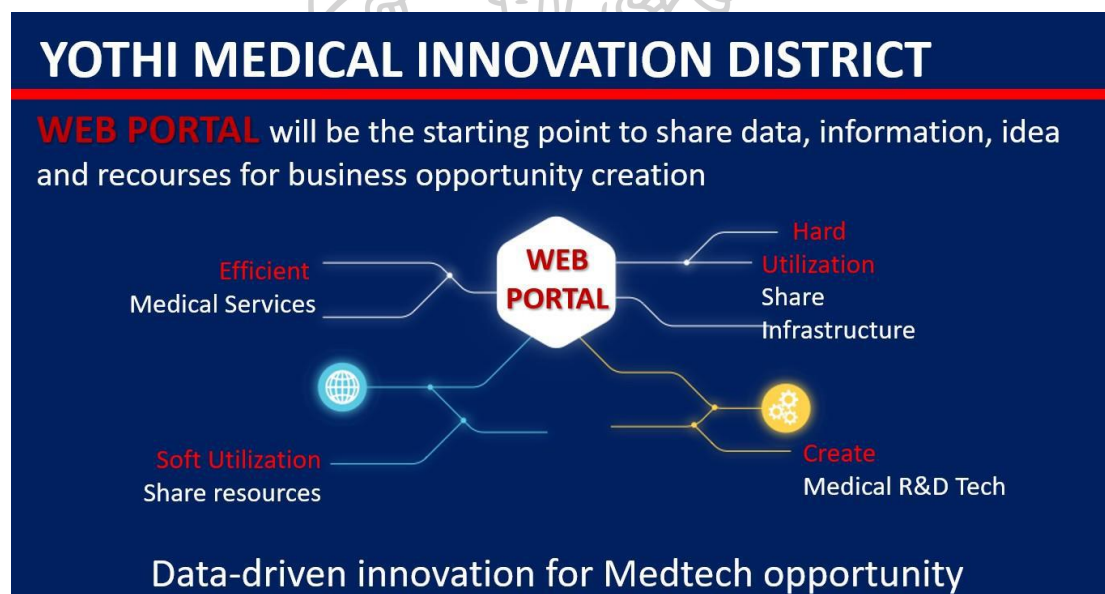 YOTHI MEDICAL INNOVATION DISTRICT
WEB PORTAL will be the starting point to share data, information, idea
and recourses for business opportunity creation
WEB
PORTAL
Efficient
Medical Services
Hard
Utilization
Share
Infrastructure
Soft Utilization
Share resources
Create
Medical R&D Tech
Data-driven innovation for Medtech opportunity